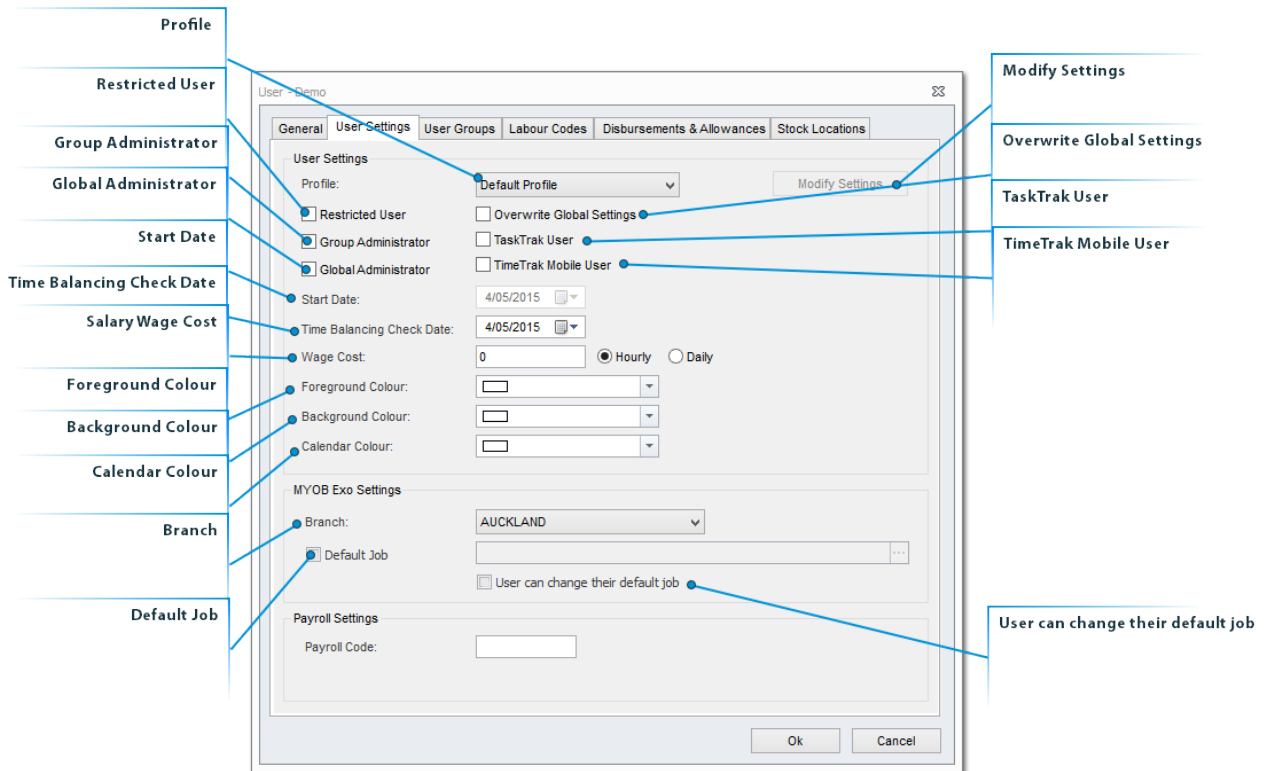 Profile
Restricted User
Group Administrator
Global Administrator
Start Date
Time Balancing Check Date
Salary Wage Cost
Foreground Colour
Background Colour
Calendar Colour
Branch
Default Job
User - Demo
General User Settings User Groups Labour Codes Disbursements & Allowances Stock Locations
User Settings
Profile: Default Profile Modify Settings
Restricted User Overwrite Global Settings
Group Administrator TaskTrak User
Global Administrator TimeTrak Mobile User
Start Date: 4/05/2015
Time Balancing Check Date: 4/05/2015
Wage Cost: 0 Hourly Daily
Foreground Colour:
Background Colour:
Calendar Colour:
MYOB Exo Settings
Branch: AUCKLAND
Default Job ...
User can change their default job
Payroll Settings
Payroll Code:
Ok Cancel
Modify Settings
Overwrite Global Settings
TaskTrak User
TimeTrak Mobile User
User can change their default job